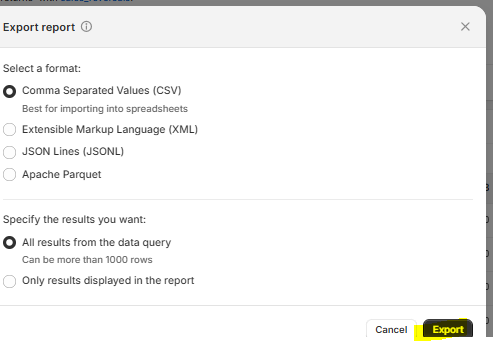 Export report
Select a format:
Comma Separated Values (CSV)
Best for importing into spreadsheets
Extensible Markup Language (XML)
JSON Lines (JSONL)
Apache Parquet
Specify the results you want:
All results from the data query
Can be more than 1000 rows
Only results displayed in the report
Cancel
Export